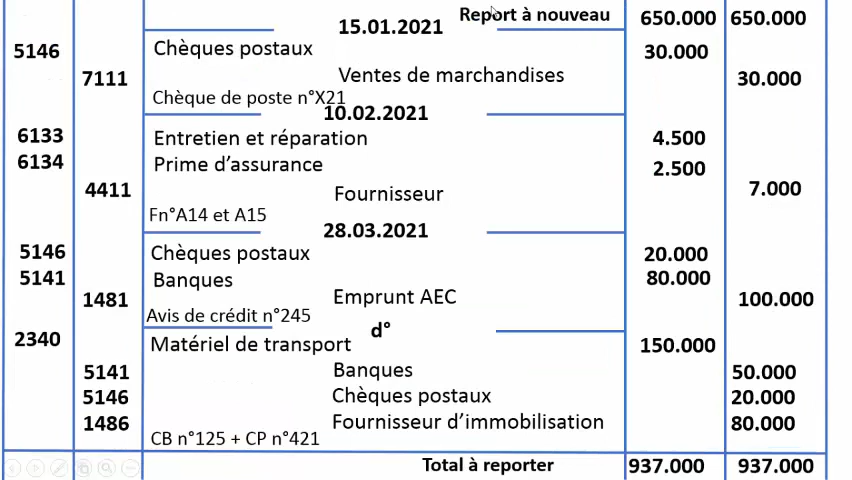 Report à nouveau 650.000 650.000
15.01.2021
5146 Chèques postaux 30.000
7111 Ventes de marchandises 30.000
Chèque de poste n°X21
10.02.2021
6133 Entretien et réparation 4.500
6134 Prime d’assurance 2.500
4411 Fournisseur 7.000
Fn°A14 et A15
28.03.2021
5146 Chèques postaux 20.000
5141 Banques 80.000
1481 Emprunt AEC 100.000
Avis de crédit n°245
d°
2340 Matériel de transport 150.000
5141 Banques 50.000
5146 Chèques postaux 20.000
1486 Fournisseur d’immobilisation 80.000
CB n°125 + CP n°421
Total à reporter 937.000 937.000